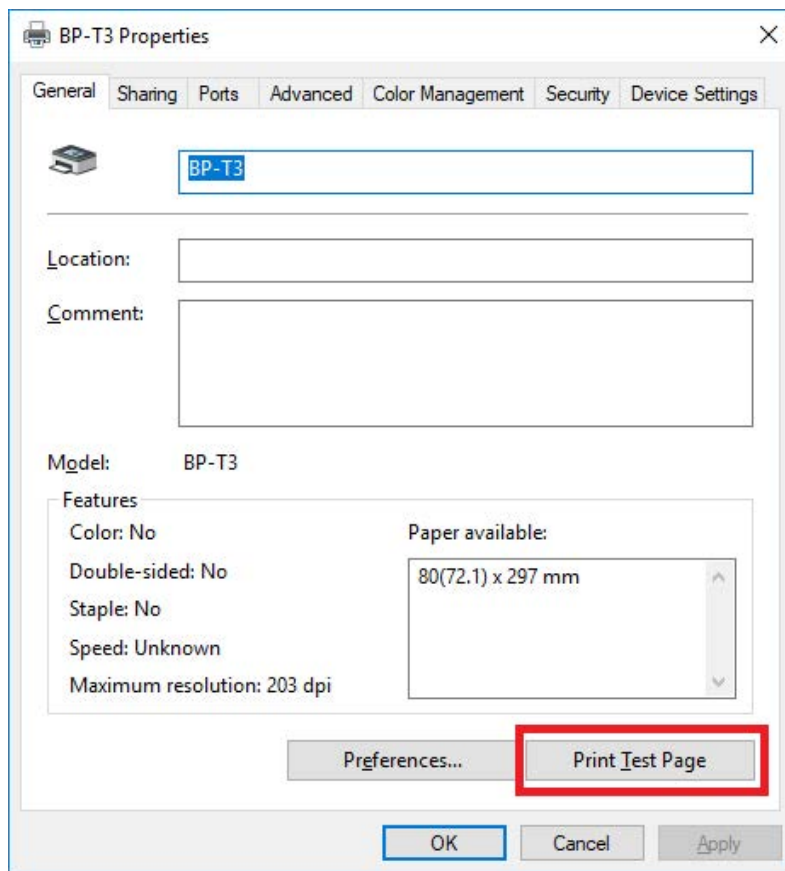 BP-T3 Properties
General Sharing Ports Advanced Color Management Security Device Settings
BP-T3
Location:
Comment:
Model: BP-T3
Features
Color: No
Double-sided: No
Staple: No
Speed: Unknown
Maximum resolution: 203 dpi
Paper available:
80(72.1) x 297 mm
Preferences... Print Test Page
OK Cancel Apply